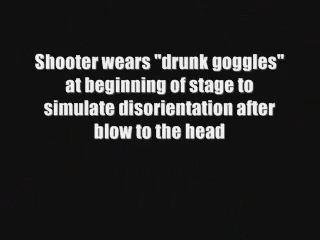 Shooter wears "drunk goggles"
at beginning of stage to
simulate disorientation after
blow to the head